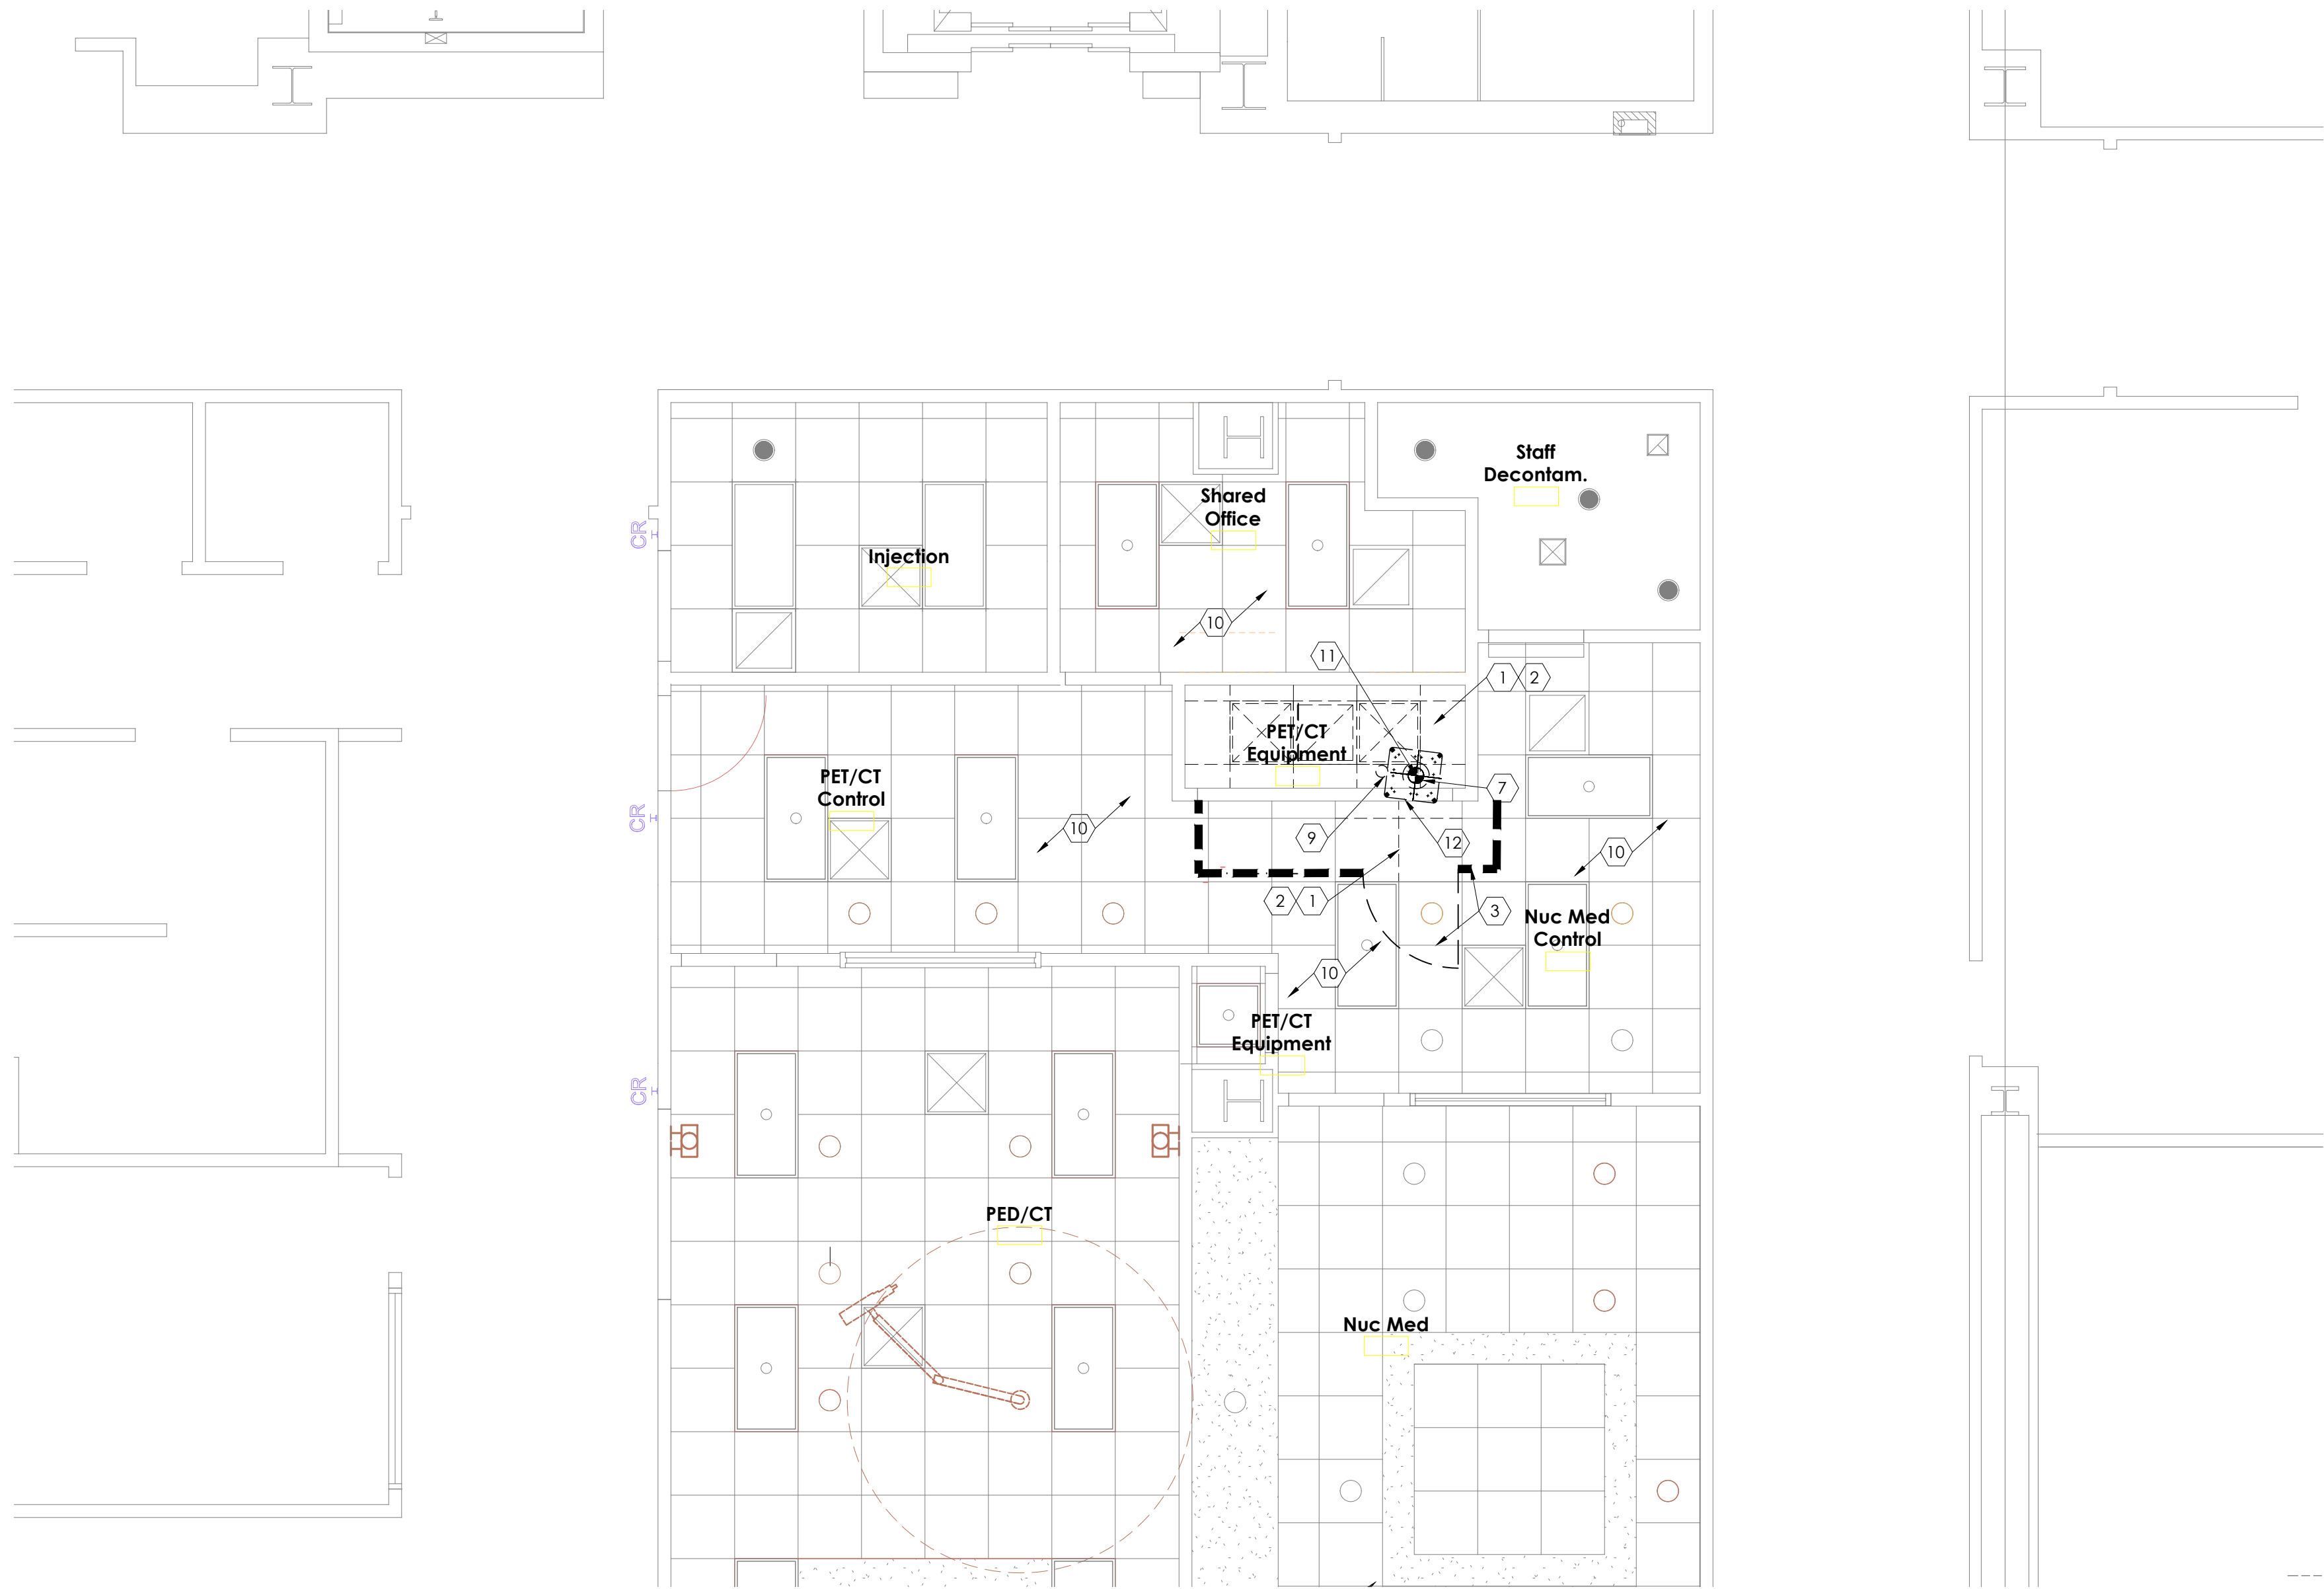 Staff
Decontam.
Shared
Office
CR
Injection
10
11
1 2
PET/CT
Equipment
PET/CT
Control
7
CR
10
9
12
10
2 1
3
Nuc Med
Control
10
PET/CT
Equipment
CR
PED/CT
Nuc Med